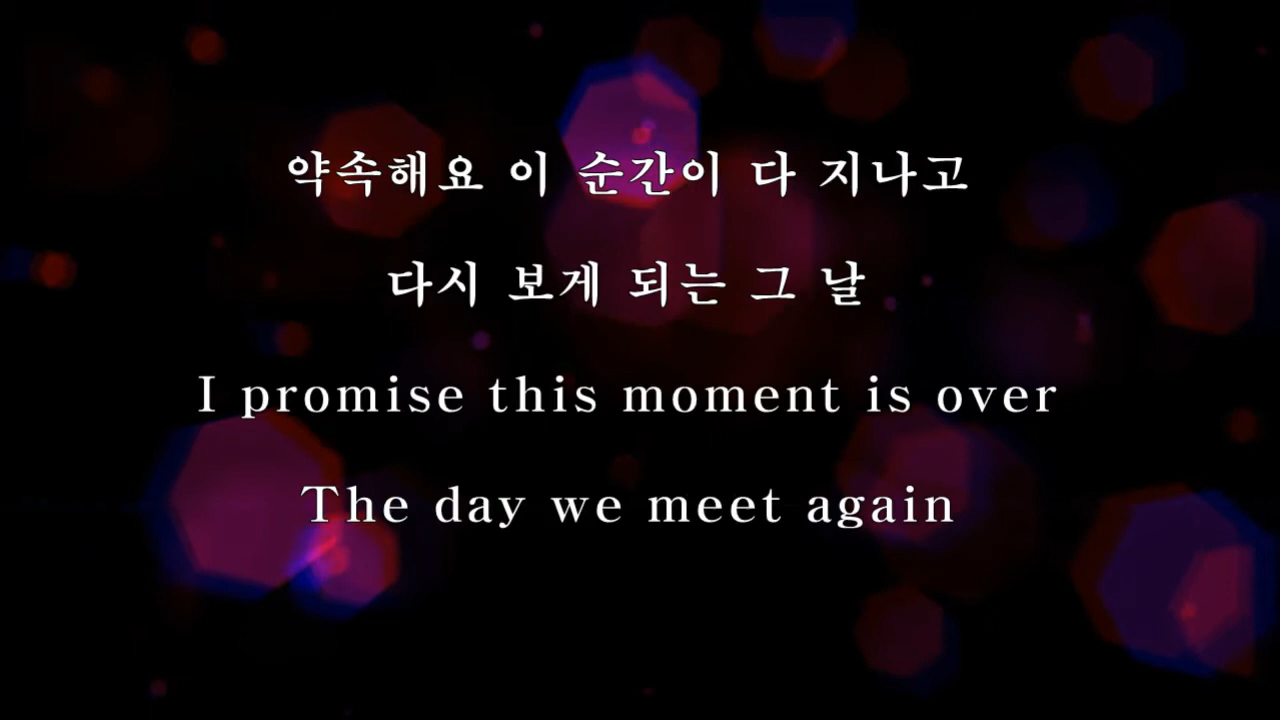 약속해요 이 순간이 다 지나고
다시 보게 되는 그 날
I promise this moment is over
The day we meet again